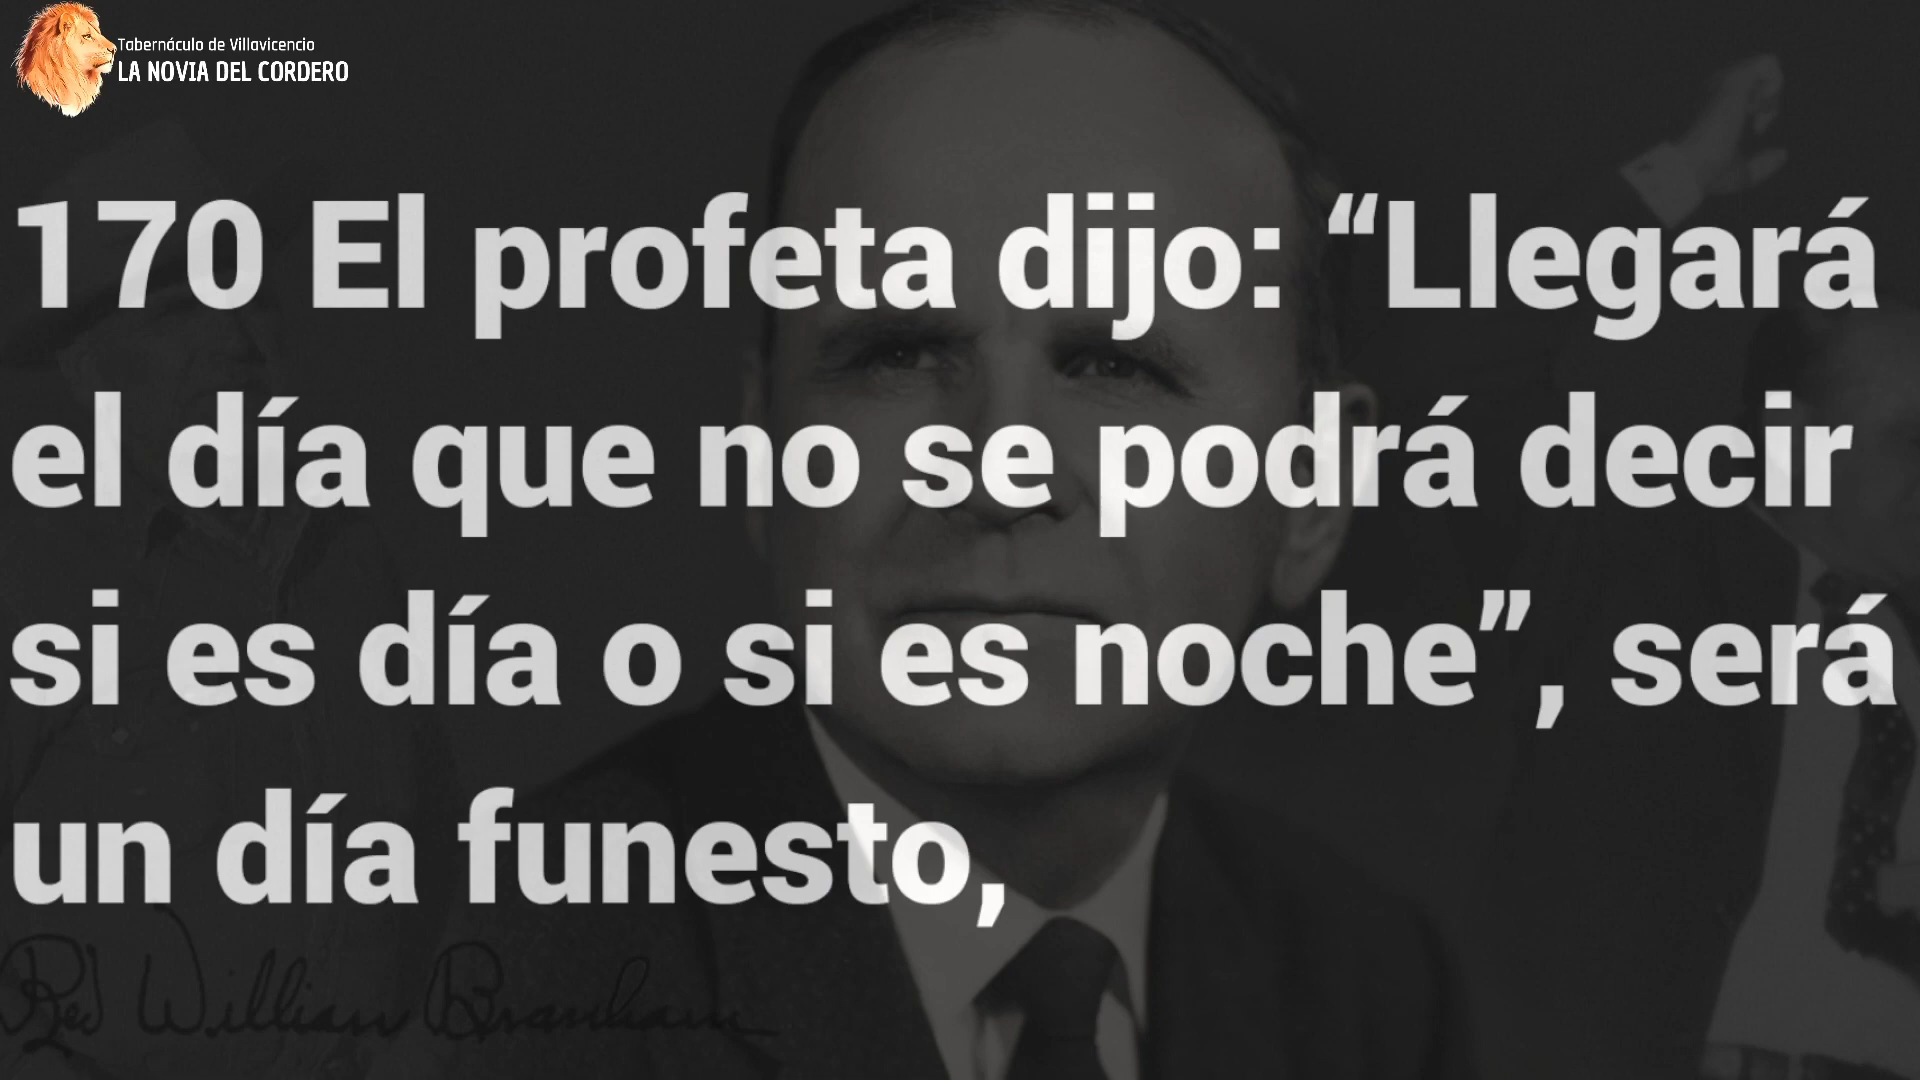 Tabernáculo de Villavicencio
LA NOVIA DEL CORDERO
170 El profeta dijo: “Llegará
el día que no se podrá decir
si es día o si es noche”, será
un día funesto,
Rev William Branham